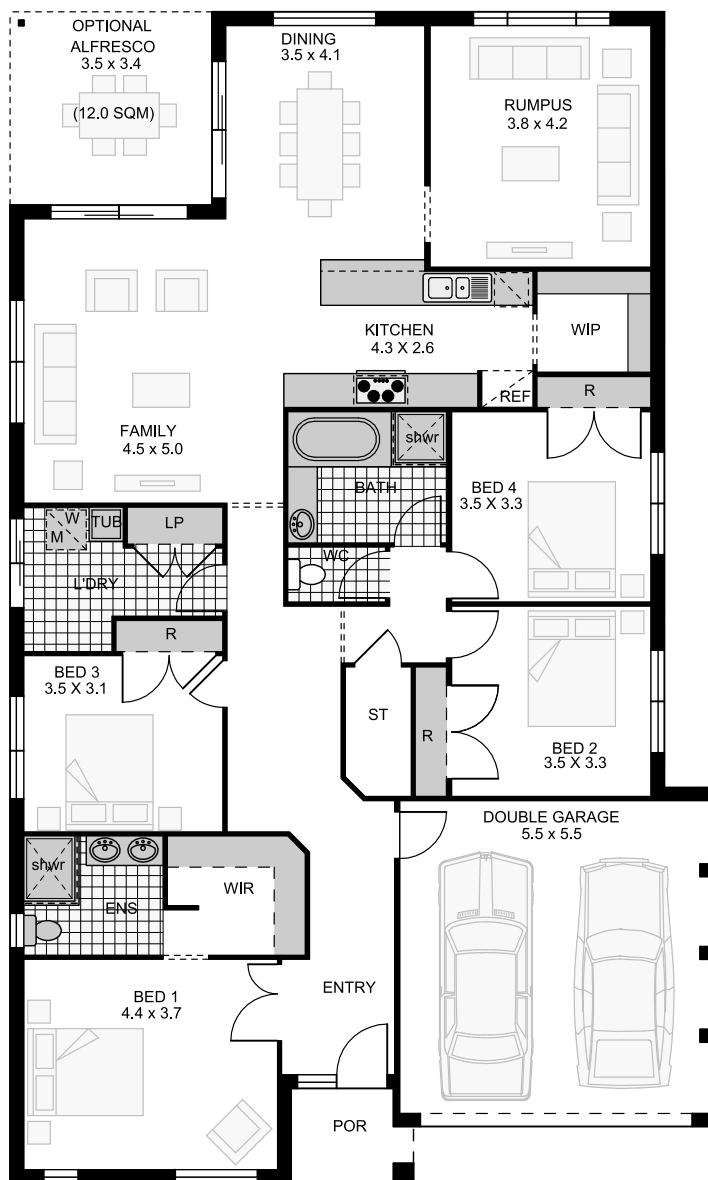 OPTIONAL
ALFRESCO
3.5 x 3.4
(12.0 SQM)
DINING
3.5 x 4.1
RUMPUS
3.8 x 4.2
KITCHEN
4.3 X 2.6
WIP
REF
R
FAMILY
4.5 x 5.0
shwr
BATH
BED 4
3.5 X 3.3
W
M
TUB
LP
L'DRY
WC
R
BED 3
3.5 X 3.1
ST
R
BED 2
3.5 X 3.3
DOUBLE GARAGE
5.5 x 5.5
shwr
ENS
WIR
BED 1
4.4 x 3.7
ENTRY
POR